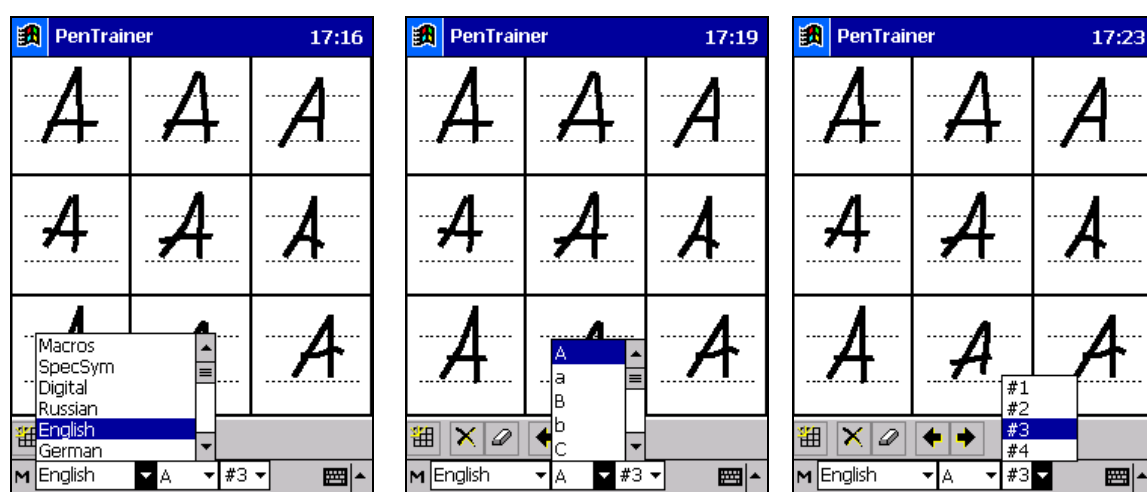 PenTrainer 17:16
A A A
A A A
A A A
Macros
SpecSym
Digital
Russian
English
German
M English A #3
PenTrainer 17:19
A A A
A A A
A A A
A
a
B
b
C
M English A #3
PenTrainer 17:23
A A A
A A A
A A A
#1
#2
#3
#4
M English A #3